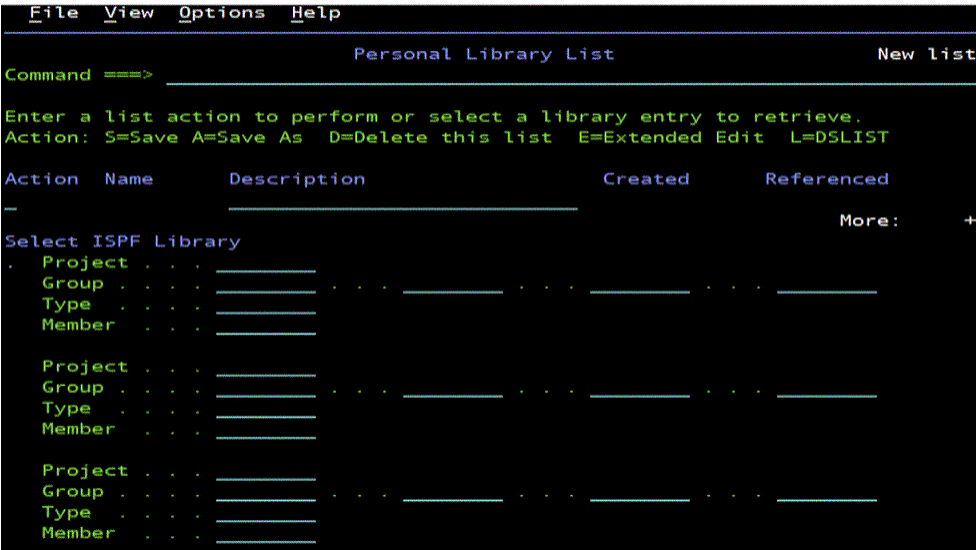 File View Options Help
Personal Library List New list
Command ===> 
Enter a list action to perform or select a library entry to retrieve.
Action: S=Save A=Save As D=Delete this list E=Extended Edit L=DSLIST
Action Name Description Created Referenced
More: +
Select ISPF Library
. Project . . .
Group . . . . . . . . . . . . .
Type . . . .
Member . . .
Project . . .
Group . . . . . . . . . . . . .
Type . . . .
Member . . .
Project . . .
Group . . . . . . . . . . . . .
Type . . . .
Member . . .